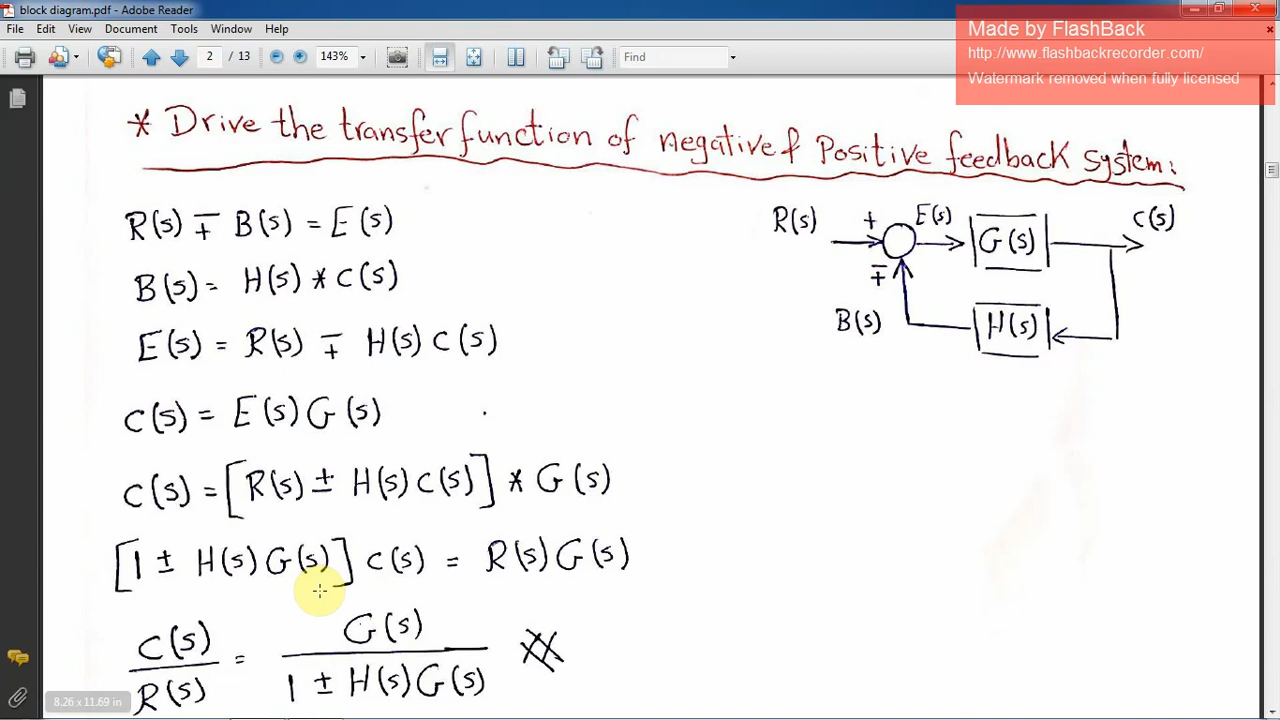 block diagram.pdf - Adobe Reader
File Edit View Document Tools Window Help
2 / 13 143% Find
Made by FlashBack
http://www.flashbackrecorder.com/
Watermark removed when fully licensed
* Drive the transfer function of negative & Positive feedback system:
R(s) ∓ B(s) = E(s)
B(s) = H(s) * C(s)
E(s) = R(s) ∓ H(s) C(s)
C(s) = E(s) G(s)
C(s) = [R(s) ± H(s) C(s)] * G(s)
[1 ± H(s) G(s)] C(s) = R(s) G(s)
C(s) / R(s) = G(s) / 1 ± H(s) G(s) #
R(s) + E(s) G(s) C(s)
∓
B(s) H(s)
8.26 x 11.69 in